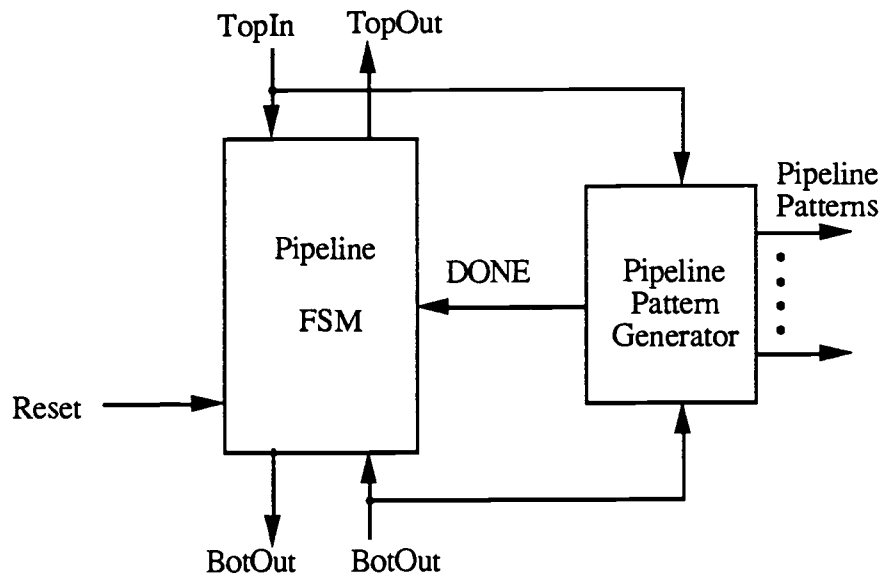 TopIn
TopOut
Pipeline
Patterns
Pipeline
FSM
DONE
Pipeline
Pattern
Generator
Reset
BotOut
BotOut